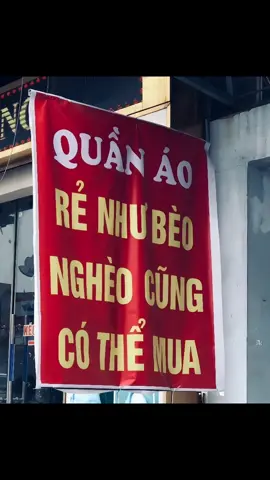 QUẦN ÁO
RẺ NHƯ BÈO
NGHÈO CŨNG
CÓ THỂ MUA